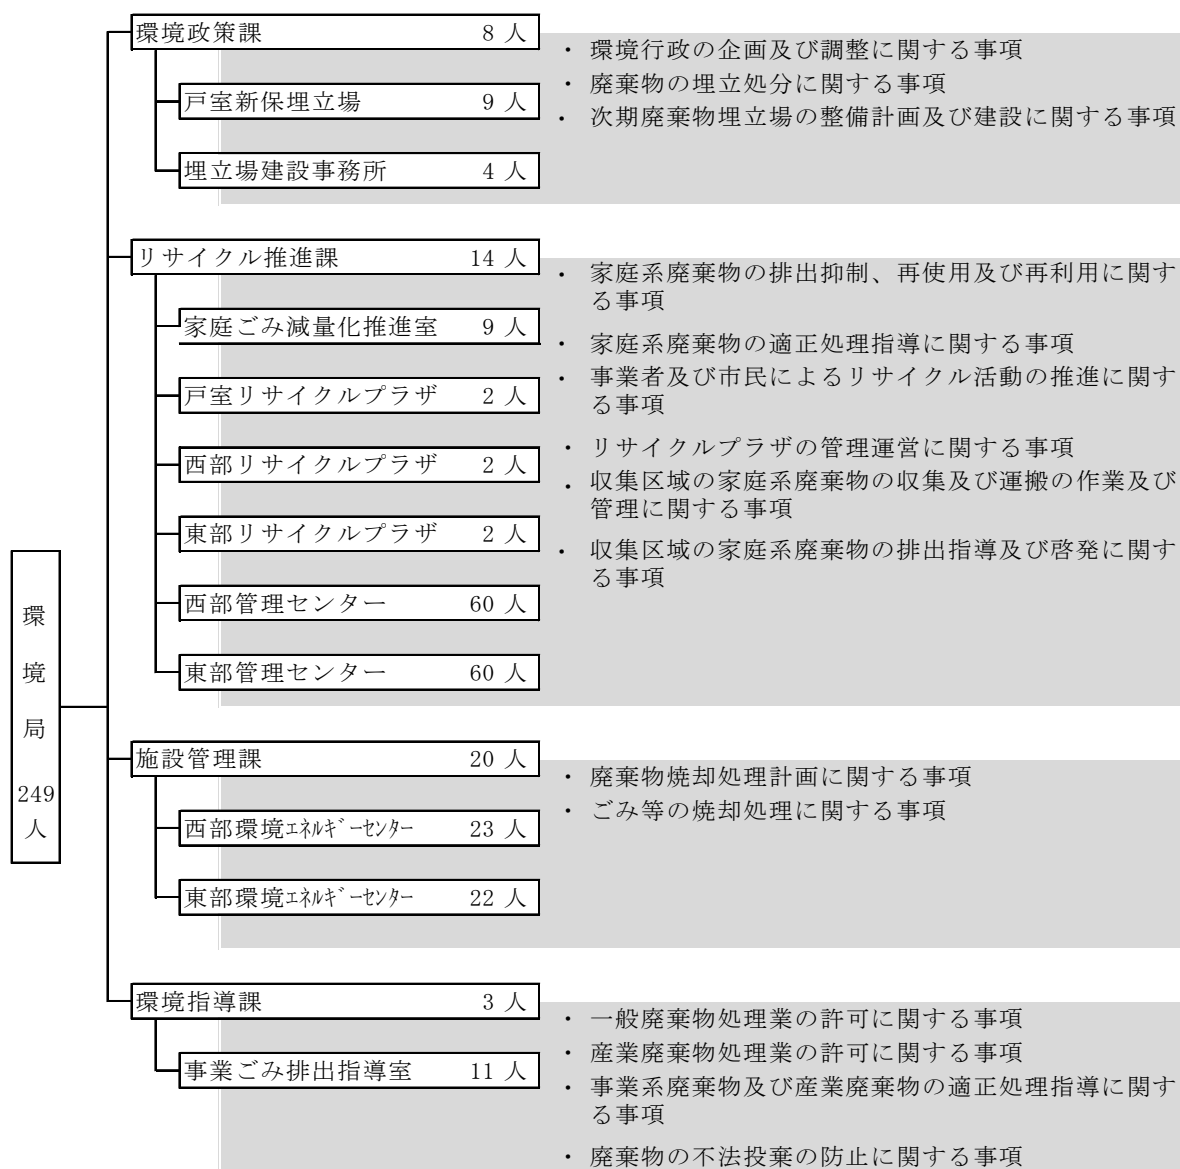 環境政策課 8 人
・ 環境行政の企画及び調整に関する事項
・ 廃棄物の埋立処分に関する事項
戸室新保埋立場 9 人
・ 次期廃棄物埋立場の整備計画及び建設に関する事項
埋立場建設事務所 4 人
リサイクル推進課 14 人
・ 家庭系廃棄物の排出抑制、再使用及び再利用に関す
る事項
家庭ごみ減量化推進室 9 人
・ 家庭系廃棄物の適正処理指導に関する事項
・ 事業者及び市民によるリサイクル活動の推進に関す
る事項
戸室リサイクルプラザ 2 人
・ リサイクルプラザの管理運営に関する事項
西部リサイクルプラザ 2 人
・ 収集区域の家庭系廃棄物の収集及び運搬の作業及び
管理に関する事項
東部リサイクルプラザ 2 人
・ 収集区域の家庭系廃棄物の排出指導及び啓発に関す
る事項
西部管理センター 60 人
東部管理センター 60 人
環
境
局
249
人
施設管理課 20 人
・ 廃棄物焼却処理計画に関する事項
・ ごみ等の焼却処理に関する事項
西部環境ｴﾈﾙｷﾞｰｾﾝﾀｰ 23 人
東部環境ｴﾈﾙｷﾞｰｾﾝﾀｰ 22 人
環境指導課 3 人
・ 一般廃棄物処理業の許可に関する事項
・ 産業廃棄物処理業の許可に関する事項
事業ごみ排出指導室 11 人
・ 事業系廃棄物及び産業廃棄物の適正処理指導に関す
る事項
・ 廃棄物の不法投棄の防止に関する事項